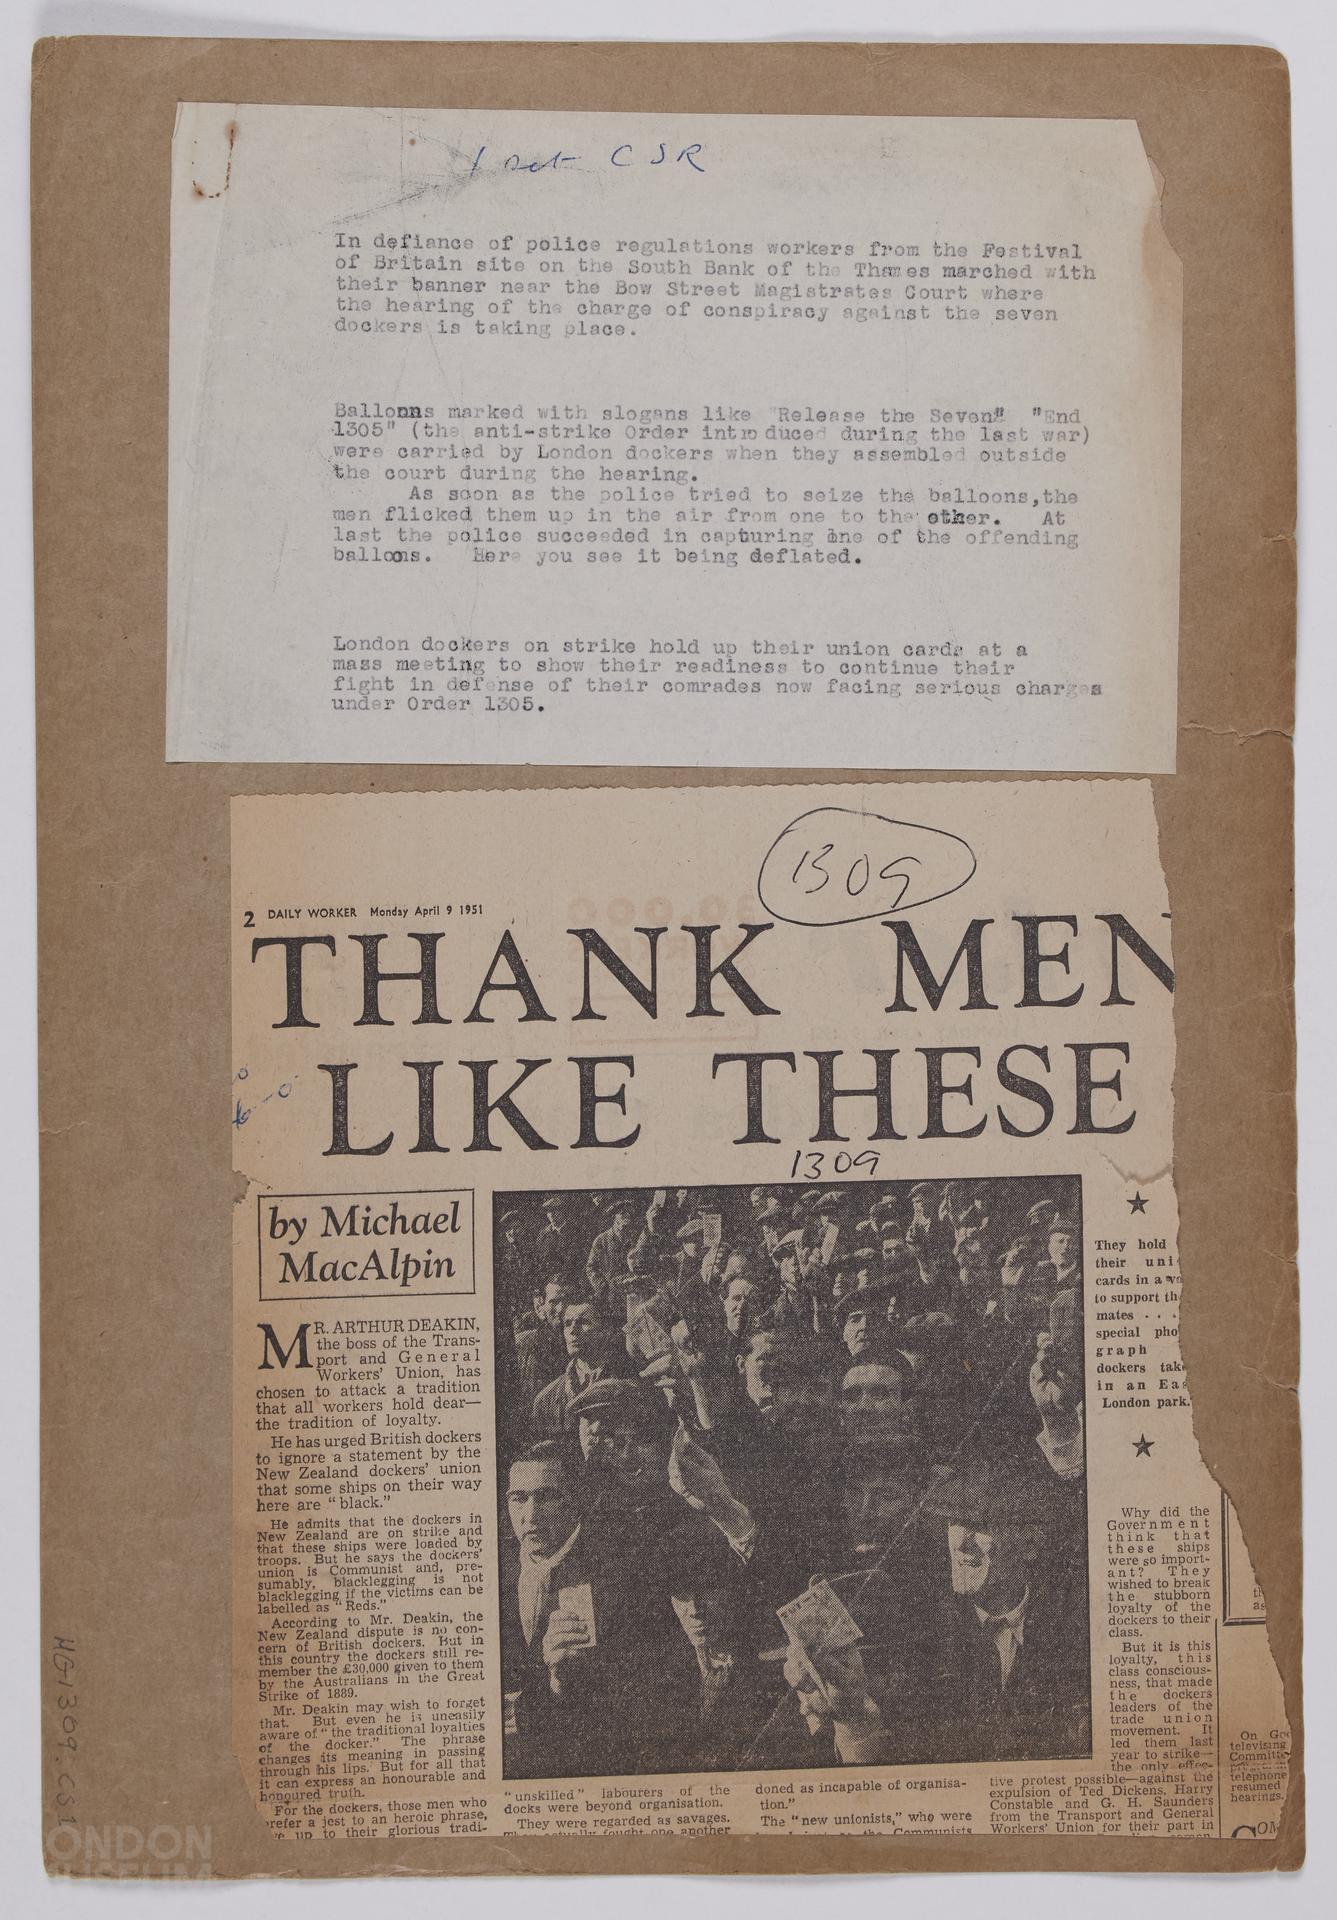 1 set CSR
In defiance of police regulations workers from the Festival
of Britain site on the South Bank of the Thames marched with
their banner near the Bow Street Magistrates Court where
the hearing of the charge of conspiracy against the seven
dockers is taking place.
Balloons marked with slogans like "Release the Seven" "End
1305" (the anti-strike Order introduced during the last war)
were carried by London dockers when they assembled outside
the court during the hearing.
As soon as the police tried to seize the balloons,the
men flicked them up in the air from one to the other. At
last the police succeeded in capturing one of the offending
balloons. Here you see it being deflated.
London dockers on strike hold up their union cards at a
mass meeting to show their readiness to continue their
fight in defense of their comrades now facing serious charges
under Order 1305.
1309
2 DAILY WORKER Monday April 9 1951
THANK MEN
LIKE THESE
1309
by Michael
MacAlpin
MR. ARTHUR DEAKIN,
the boss of the Trans-
port and General
Workers' Union, has
chosen to attack a tradition
that all workers hold dear—
the tradition of loyalty.
He has urged British dockers
to ignore a statement by the
New Zealand dockers' union
that some ships on their way
here are "black."
He admits that the dockers in
New Zealand are on strike and
that these ships were loaded by
troops. But he says the dockers'
union is Communist and, pre-
sumably, blacklegging is not
blacklegging if the victims can be
labelled as "Reds."
According to Mr. Deakin, the
New Zealand dispute is no con-
cern of British dockers. But in
this country the dockers still re-
member the £30,000 given to them
by the Australians in the Great
Strike of 1889.
Mr. Deakin may wish to forget
that. But even he is uneasily
aware of "the traditional loyalties
of the docker." The phrase
changes its meaning in passing
through his lips. But for all that
it can express an honourable and
honoured truth.
For the dockers, those men who
prefer a jest to an heroic phrase,
up to their glorious tradi-
"unskilled" labourers of the
docks were beyond organisation.
They were regarded as savages.
They actually fought one another
doned as incapable of organisa-
tion."
The "new unionists," who were
the Communists
They hold
their uni
cards in a
to support th
mates . . .
special pho
graph
dockers tak
in an Eas
London park.
Why did the
Government
think that
these ships
were so import-
ant? They
wished to break
the stubborn
loyalty of the
dockers to their
class.
But it is this
loyalty, this
class conscious-
ness, that made
the dockers
leaders of the
trade union
movement. It
led them last
year to strike—
the only effec-
tive protest possible—against the
expulsion of Ted Dickens, Harry
Constable and G. H. Saunders
from the Transport and General
Workers' Union for their part in
th
as
On Go
televising
Committe
telephone
resumed
hearings.
COM
HG1309.CS1
LONDON
MUSEUM